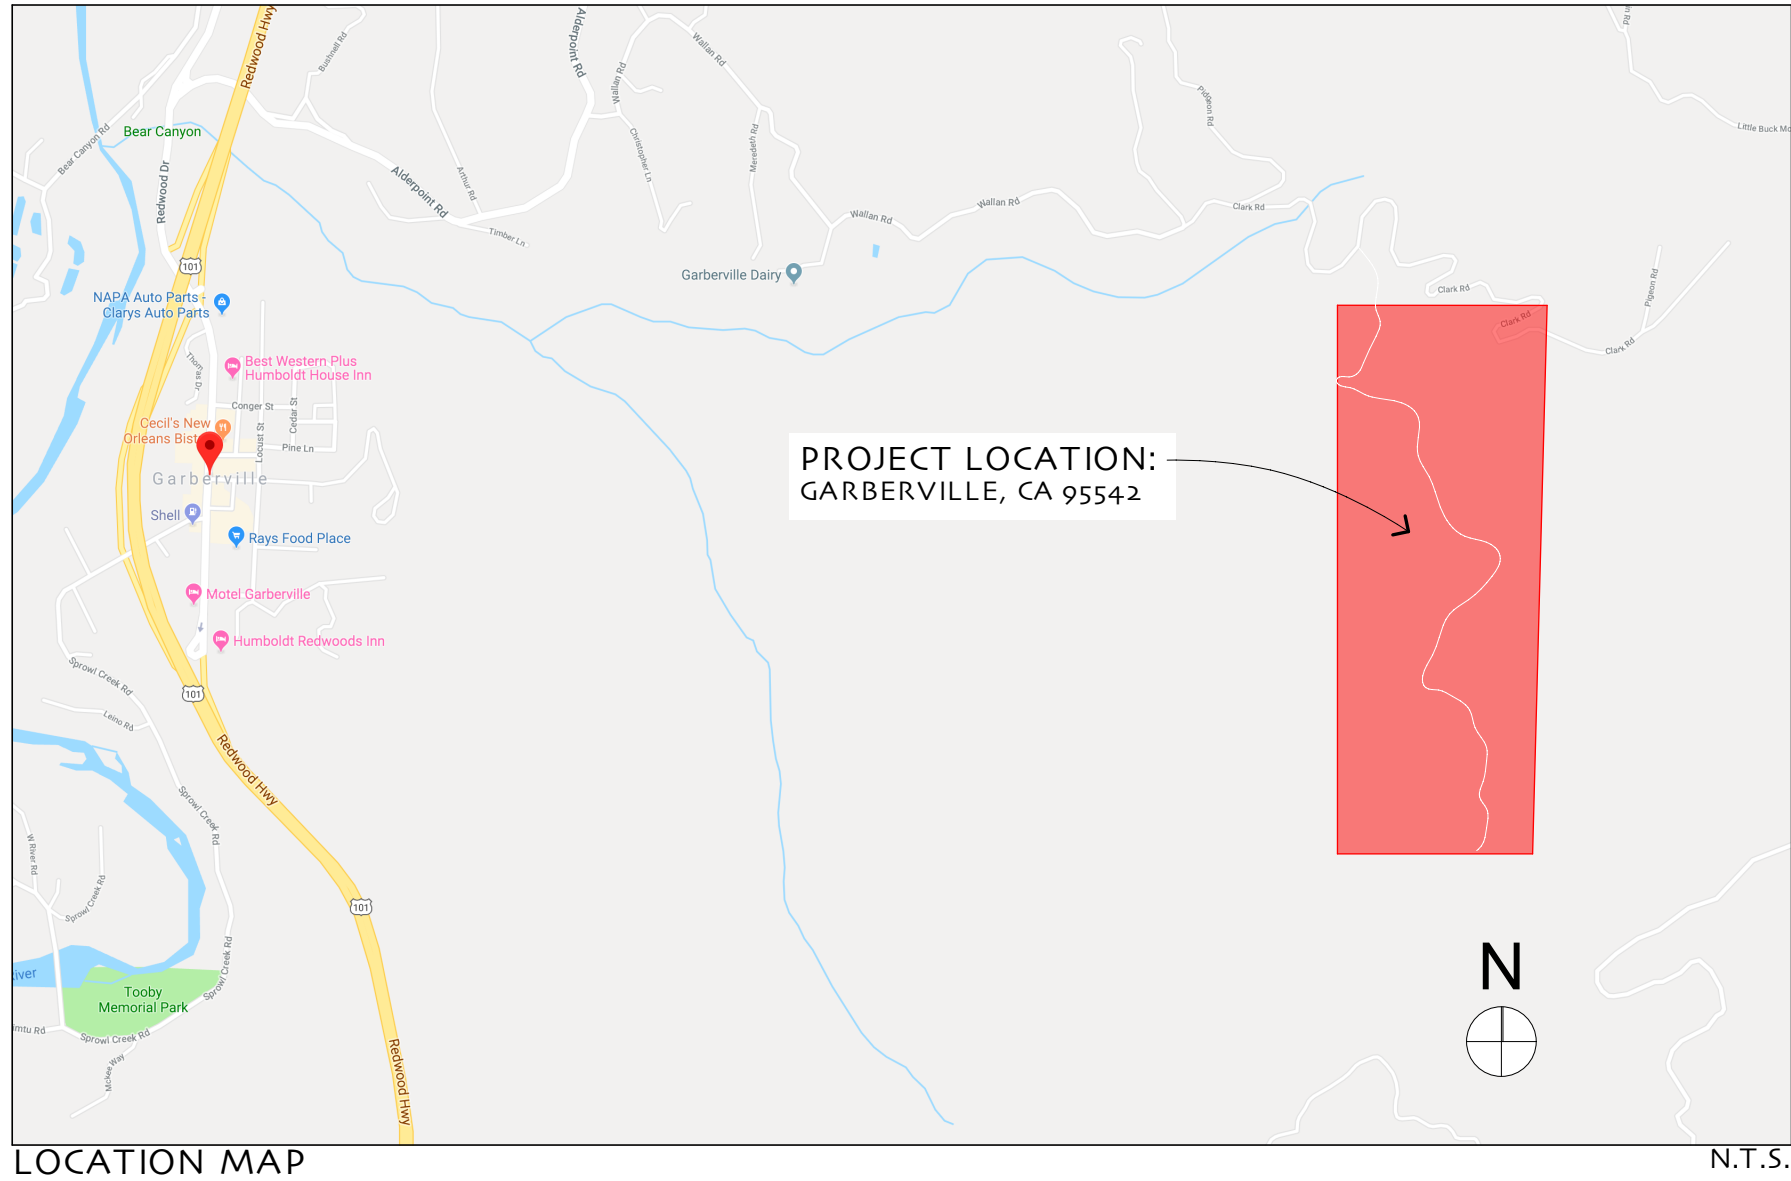 Redwood Hwy
Bushnell Rd
Alderpoint Rd
Wallan Rd
Wallan Rd
Little Buck Mo
Pidgeon Rd
Bear Canyon
Bear Canyon Rd
Redwood Dr
Alderpoint Rd
Arthur Rd
Christopher Ln
Meredeth Rd
Timber Ln
Wallan Rd
Wallan Rd
Clark Rd
101
Garberville Dairy
Clark Rd
Pigeon Rd
Clark Rd
Clark Rd
NAPA Auto Parts -
Clarys Auto Parts
Thomas Dr
Best Western Plus
Humboldt House Inn
Conger St
Cedar St
Locust St
Pine Ln
Cecil's New
Orleans Bist
Garberville
Shell
Rays Food Place
Motel Garberville
Humboldt Redwoods Inn
PROJECT LOCATION:
GARBERVILLE, CA 95542
Sprowl Creek Rd
101
Leino Rd
Redwood Hwy
Sprowl Creek Rd
W River Rd
Sprowl Creek Rd
101
Sprowl Creek Rd
iver
Tooby
Memorial Park
imtu Rd
Sprowl Creek Rd
Mckee Way
Redwood Hwy
N
LOCATION MAP
N.T.S.